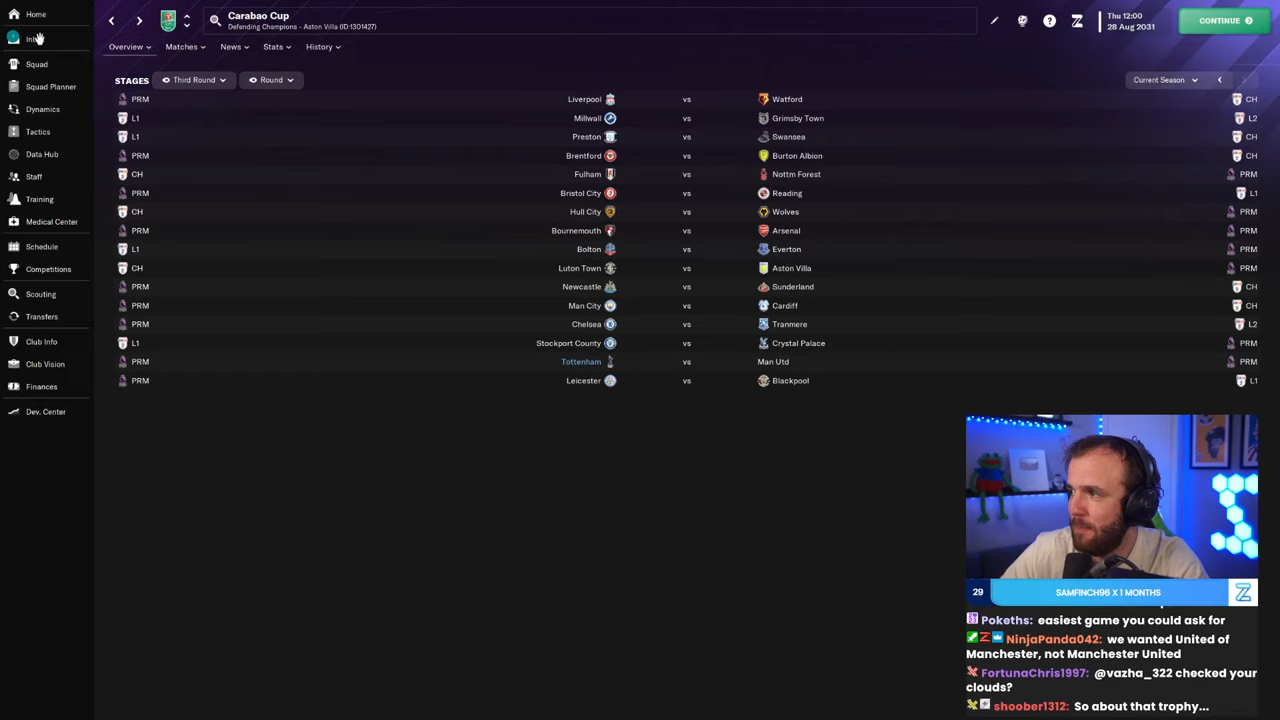 Home
Carabao Cup
Defending Champions - Aston Villa (ID:1301427)
Thu 12:00
28 Aug 2031
CONTINUE
Overview
Matches
News
Stats
History
Squad
Squad Planner
Dynamics
Tactics
Data Hub
Staff
Training
Medical Center
Schedule
Competitions
Scouting
Transfers
Club Info
Club Vision
Finances
Dev. Center
STAGES Third Round Round Current Season
PRM Liverpool vs Watford CH
L1 Millwall vs Grimsby Town L2
L1 Preston vs Swansea CH
PRM Brentford vs Burton Albion CH
CH Fulham vs Nottm Forest PRM
PRM Bristol City vs Reading L1
CH Hull City vs Wolves PRM
PRM Bournemouth vs Arsenal PRM
L1 Bolton vs Everton PRM
CH Luton Town vs Aston Villa PRM
PRM Newcastle vs Sunderland CH
PRM Man City vs Cardiff CH
PRM Chelsea vs Tranmere L2
L1 Stockport County vs Crystal Palace PRM
PRM Tottenham vs Man Utd PRM
PRM Leicester vs Blackpool L1
29 SAMFINCH96 X 1 MONTHS
Pokeths: easiest game you could ask for
NinjaPanda042: we wanted United of
Manchester, not Manchester United
FortunaChris1997: @vazha_322 checked your
clouds?
shoober1312: So about that trophy...